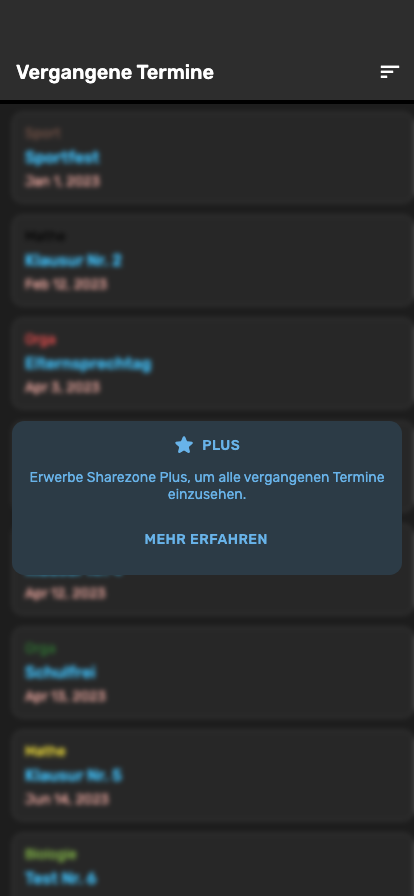 Vergangene Termine
Sport
Sportfest
Jan 1, 2023
Mathe
Klausur Nr. 2
Feb 12, 2023
Orga
Elternsprechtag
Apr 3, 2023
PLUS
Erwerbe Sharezone Plus, um alle vergangenen Termine
einzusehen.
MEHR ERFAHREN
Apr 12, 2023
Orga
Schulfrei
Apr 13, 2023
Mathe
Klausur Nr. 5
Jun 14, 2023
Biologie
Test Nr. 6